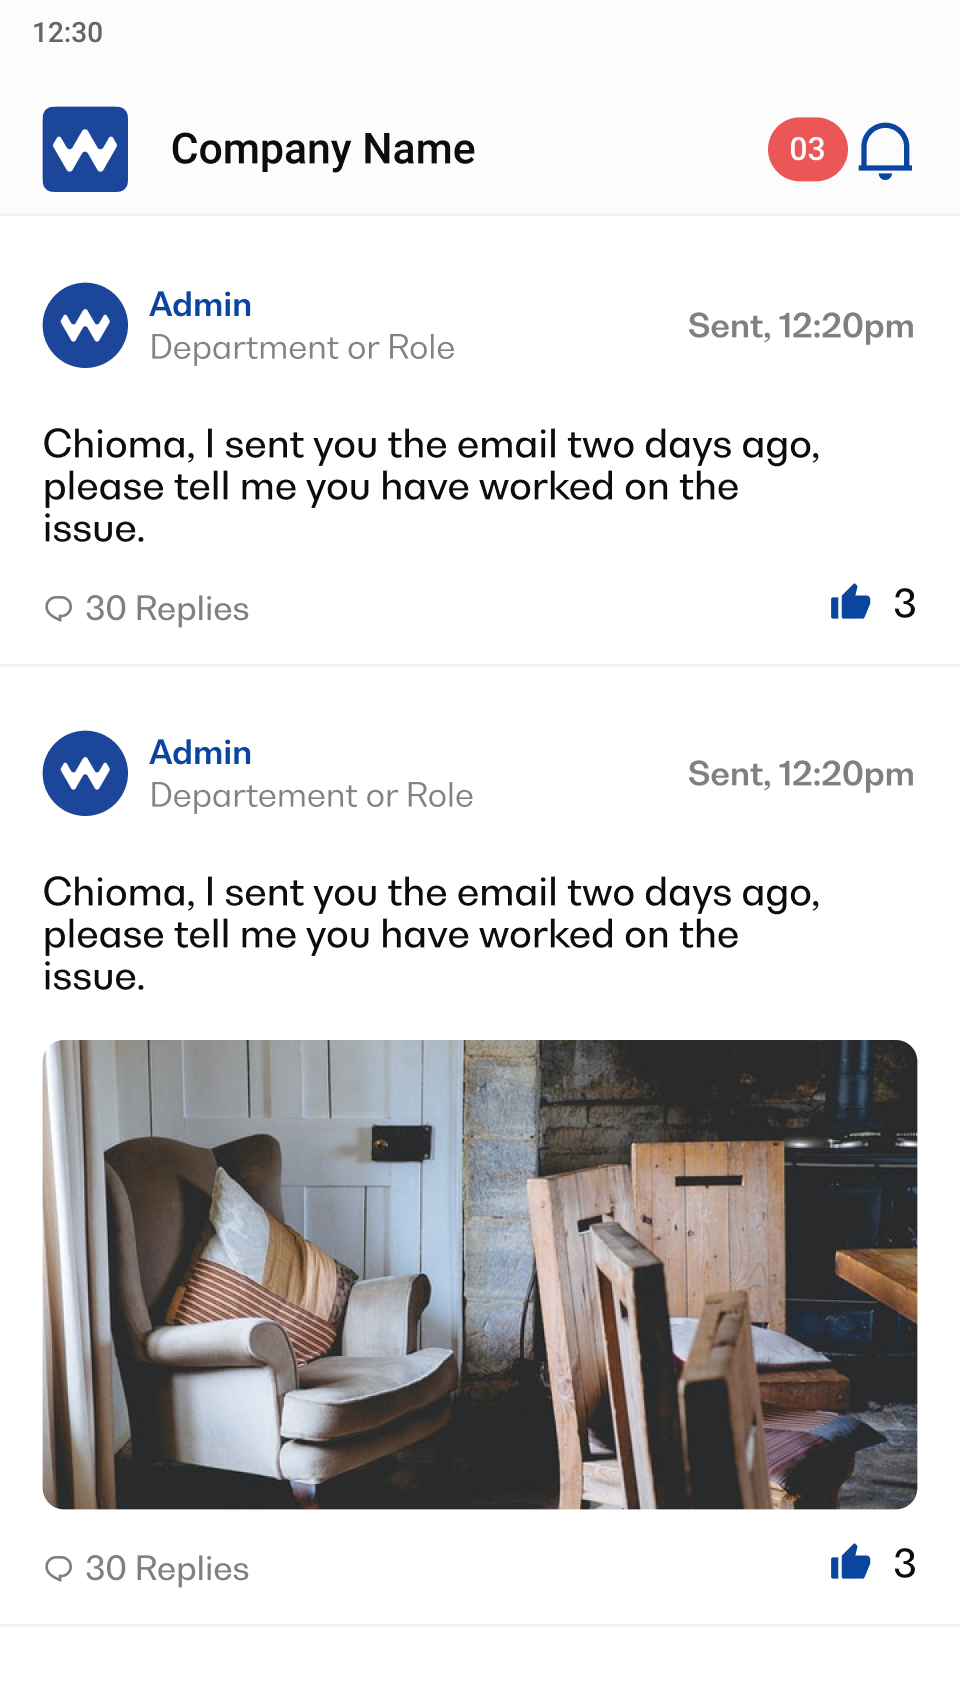 12:30
Company Name
03
Admin
Department or Role
Sent, 12:20pm
Chioma, I sent you the email two days ago,
please tell me you have worked on the
issue.
30 Replies
3
Admin
Departement or Role
Sent, 12:20pm
Chioma, I sent you the email two days ago,
please tell me you have worked on the
issue.
30 Replies
3